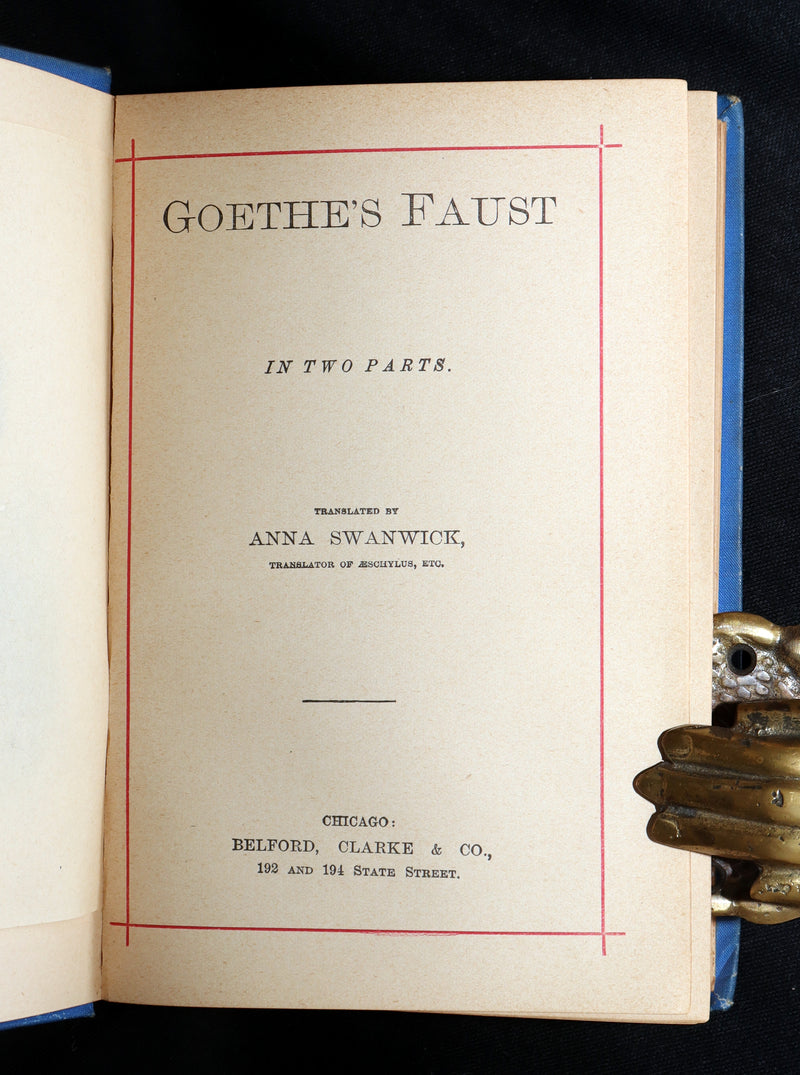 GOETHE'S FAUST
IN TWO PARTS.
TRANSLATED BY
ANNA SWANWICK,
TRANSLATOR OF ÆSCHYLUS, ETC.
CHICAGO:
BELFORD, CLARKE & CO.,
192 AND 194 STATE STREET.